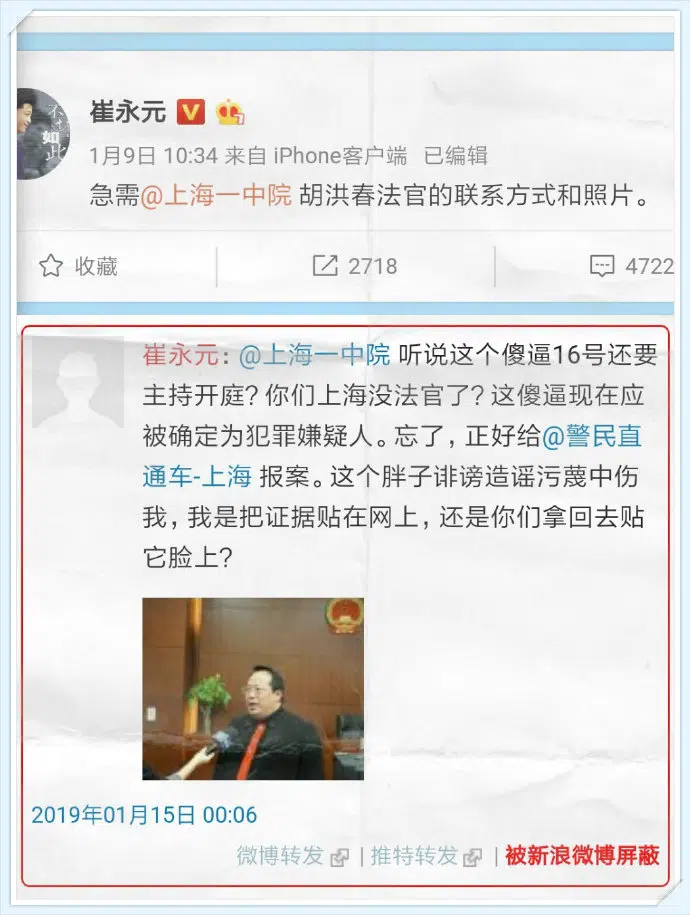 崔永元 V
1月9日 10:34 来自 iPhone客户端 已编辑
急需@上海一中院 胡洪春法官的联系方式和照片。
收藏
2718
4722
崔永元：@上海一中院 听说这个傻逼16号还要
主持开庭？你们上海没法官了？这傻逼现在应
被确定为犯罪嫌疑人。忘了，正好给@警民直
通车-上海 报案。这个胖子诽谤造谣污蔑中伤
我，我是把证据贴在网上，还是你们拿回去贴
它脸上？
2019年01月15日 00:06
微博转发 | 推特转发 | 被新浪微博屏蔽